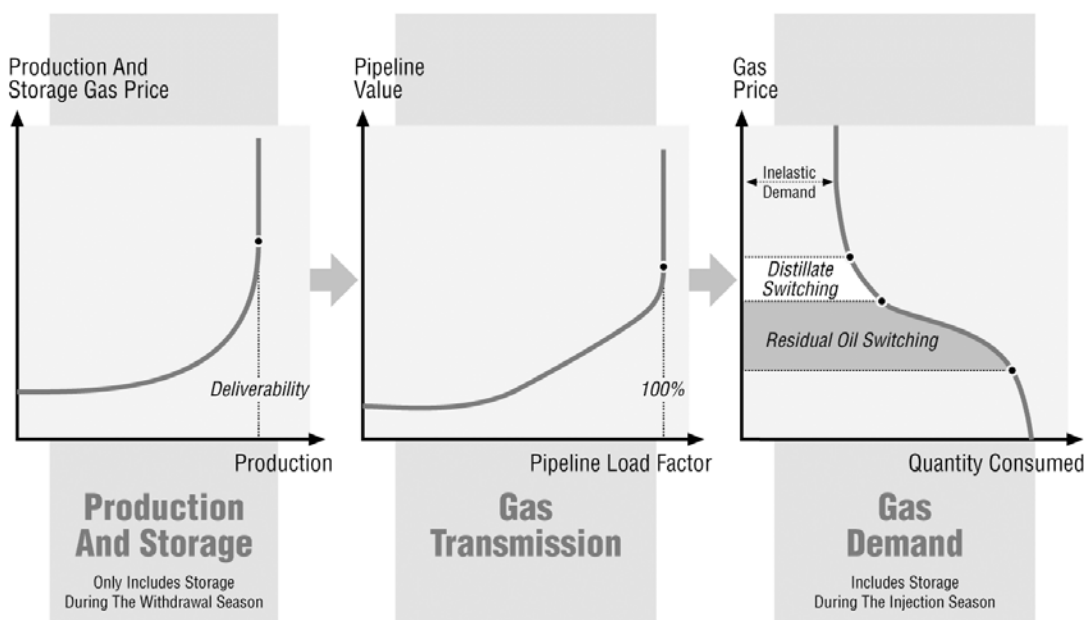 Production And
Storage Gas Price
Deliverability
Production
Production
And Storage
Only Includes Storage
During The Withdrawal Season
Pipeline
Value
100%
Pipeline Load Factor
Gas
Transmission
Gas
Price
Inelastic
Demand
Distillate
Switching
Residual Oil Switching
Quantity Consumed
Gas
Demand
Includes Storage
During The Injection Season